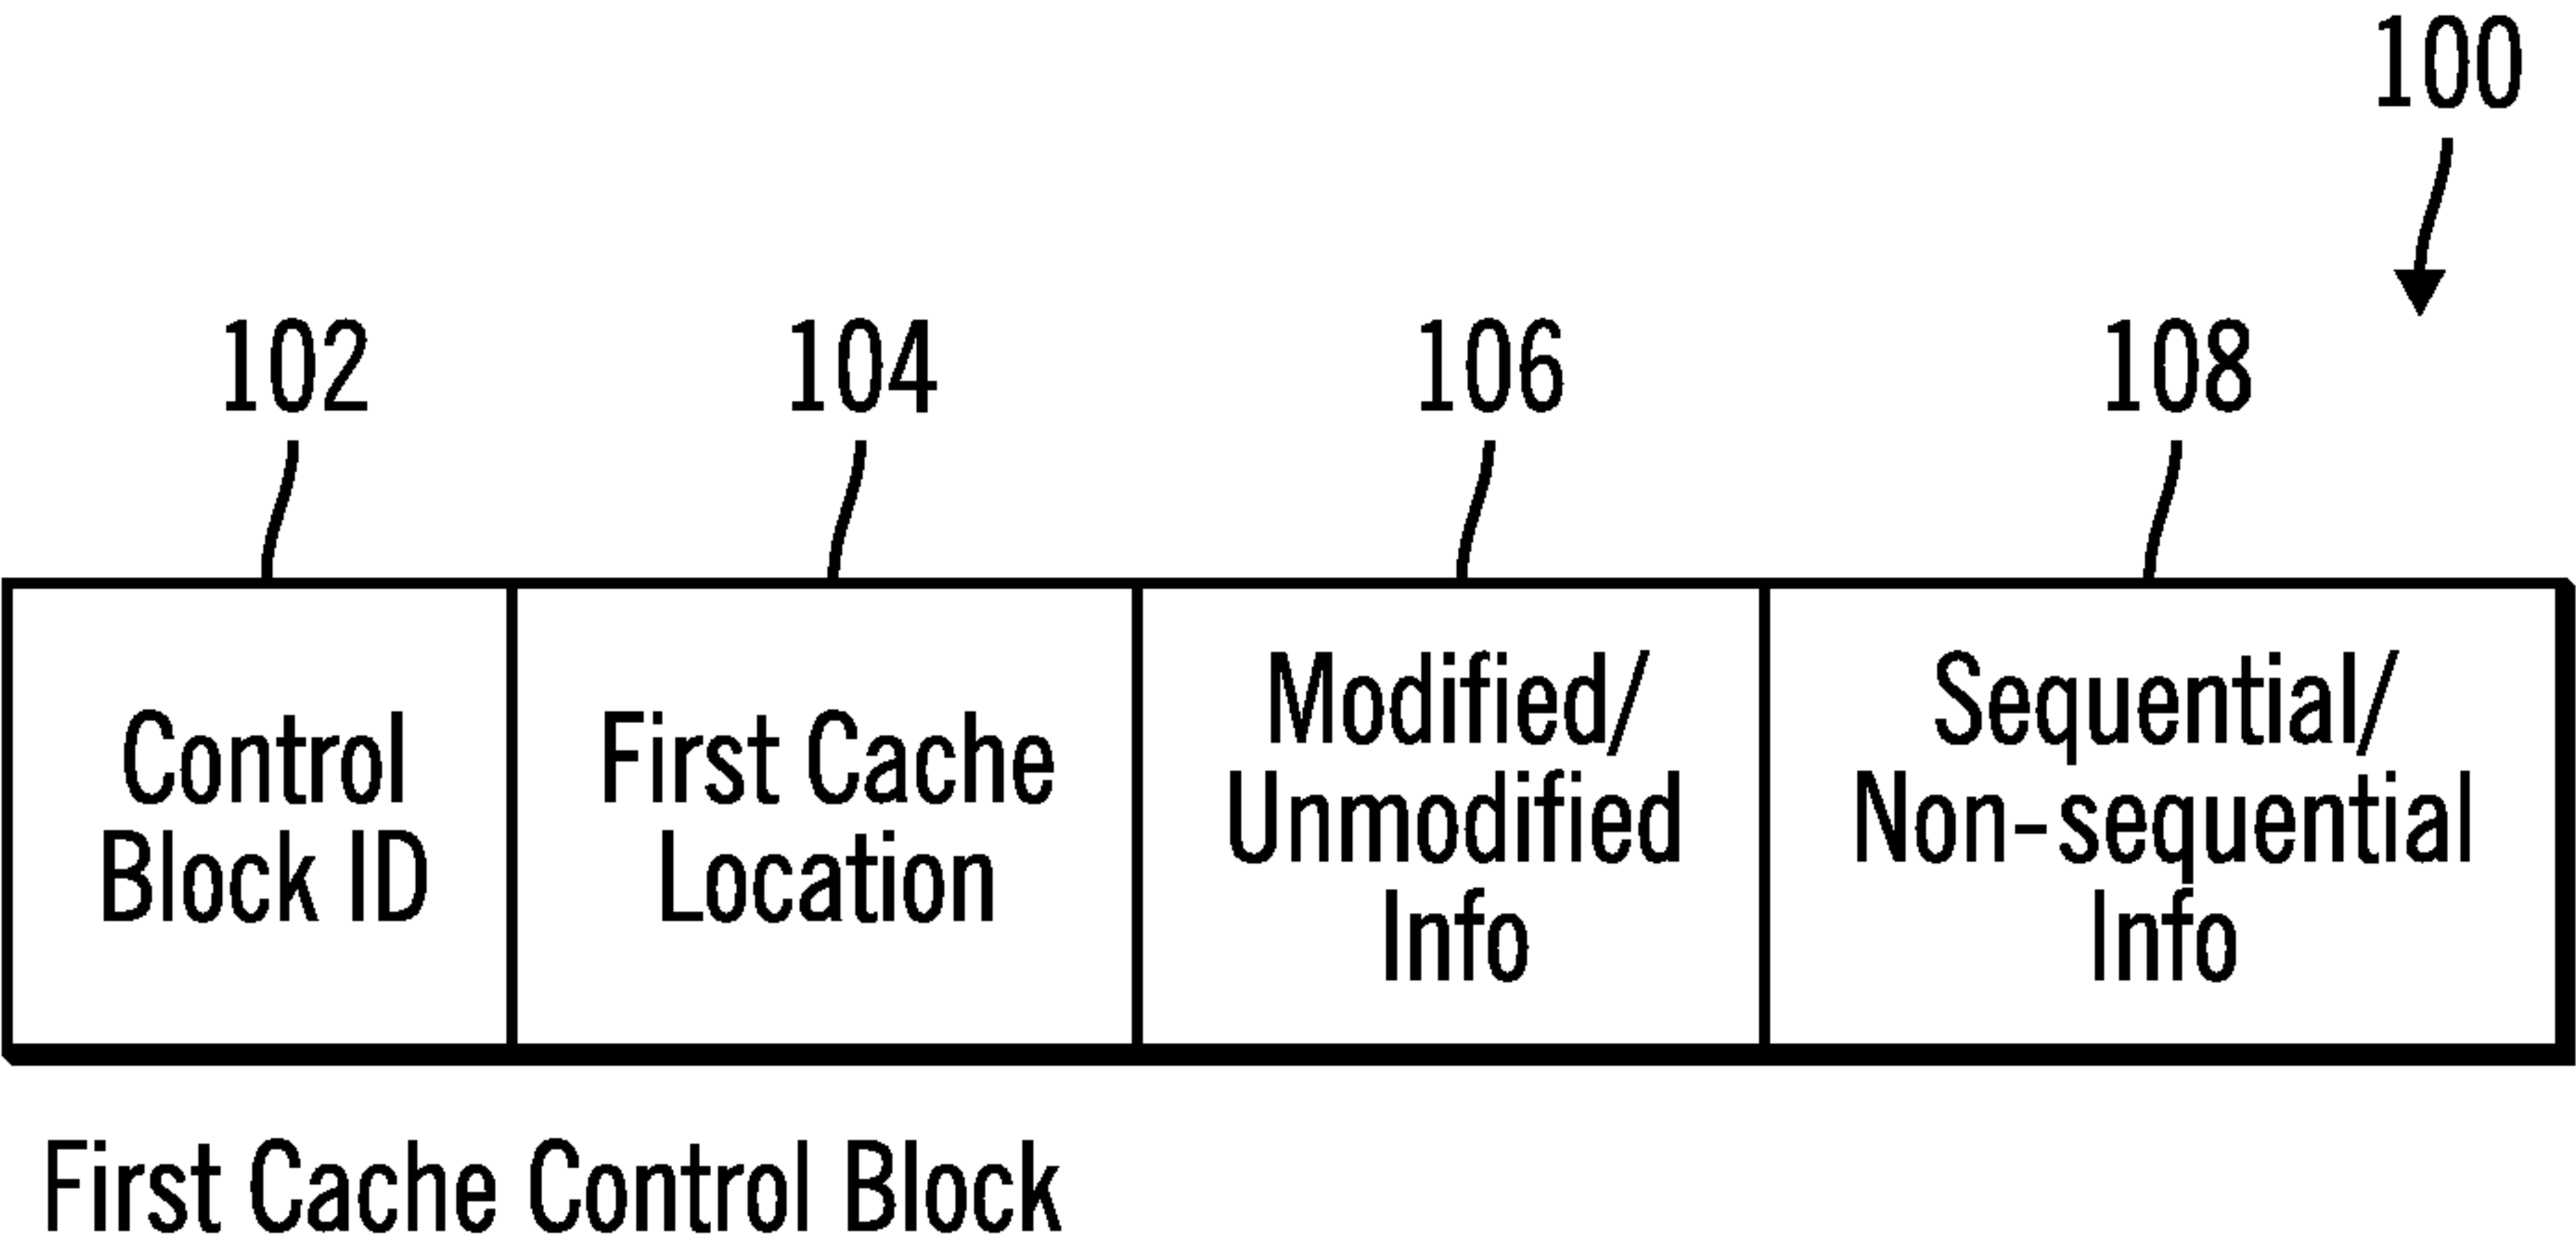 100
102
104
106
108
Control
Block ID
First Cache
Location
Modified/
Unmodified
Info
Sequential/
Non-sequential
Info
First Cache Control Block